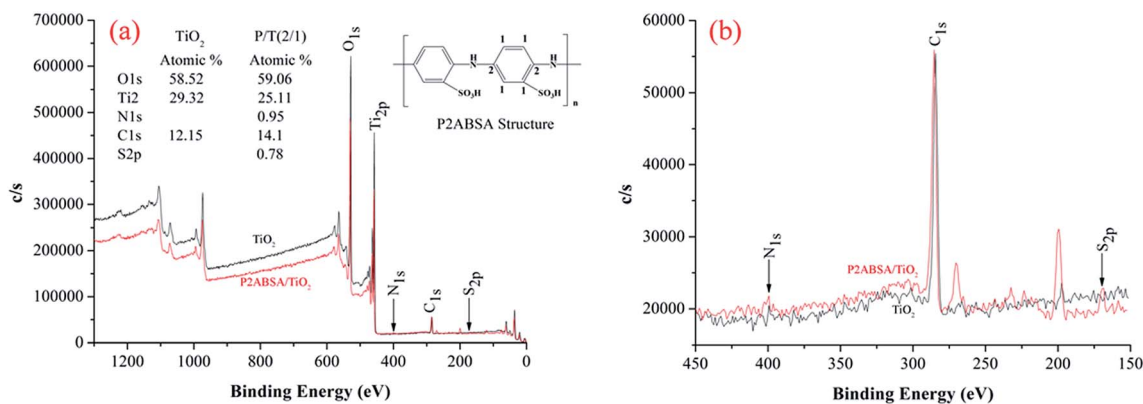 (a)
TiO2 P/T(2/1)
Atomic % Atomic %
O1s 58.52 59.06
Ti2 29.32 25.11
N1s 0.95
C1s 12.15 14.1
S2p 0.78
O1s
Ti2p
N1s
C1s
S2p
TiO2
P2ABSA/TiO2
H
N
H
N
1 1
2 2
1 1
SO3H
SO3H
n
P2ABSA Structure
700000
600000
500000
400000
300000
200000
100000
0
c/s
1200 1000 800 600 400 200 0
Binding Energy (eV)
(b)
C1s
N1s
S2p
P2ABSA/TiO2
TiO2
60000
50000
40000
30000
20000
c/s
450 400 350 300 250 200 150
Binding Energy (eV)